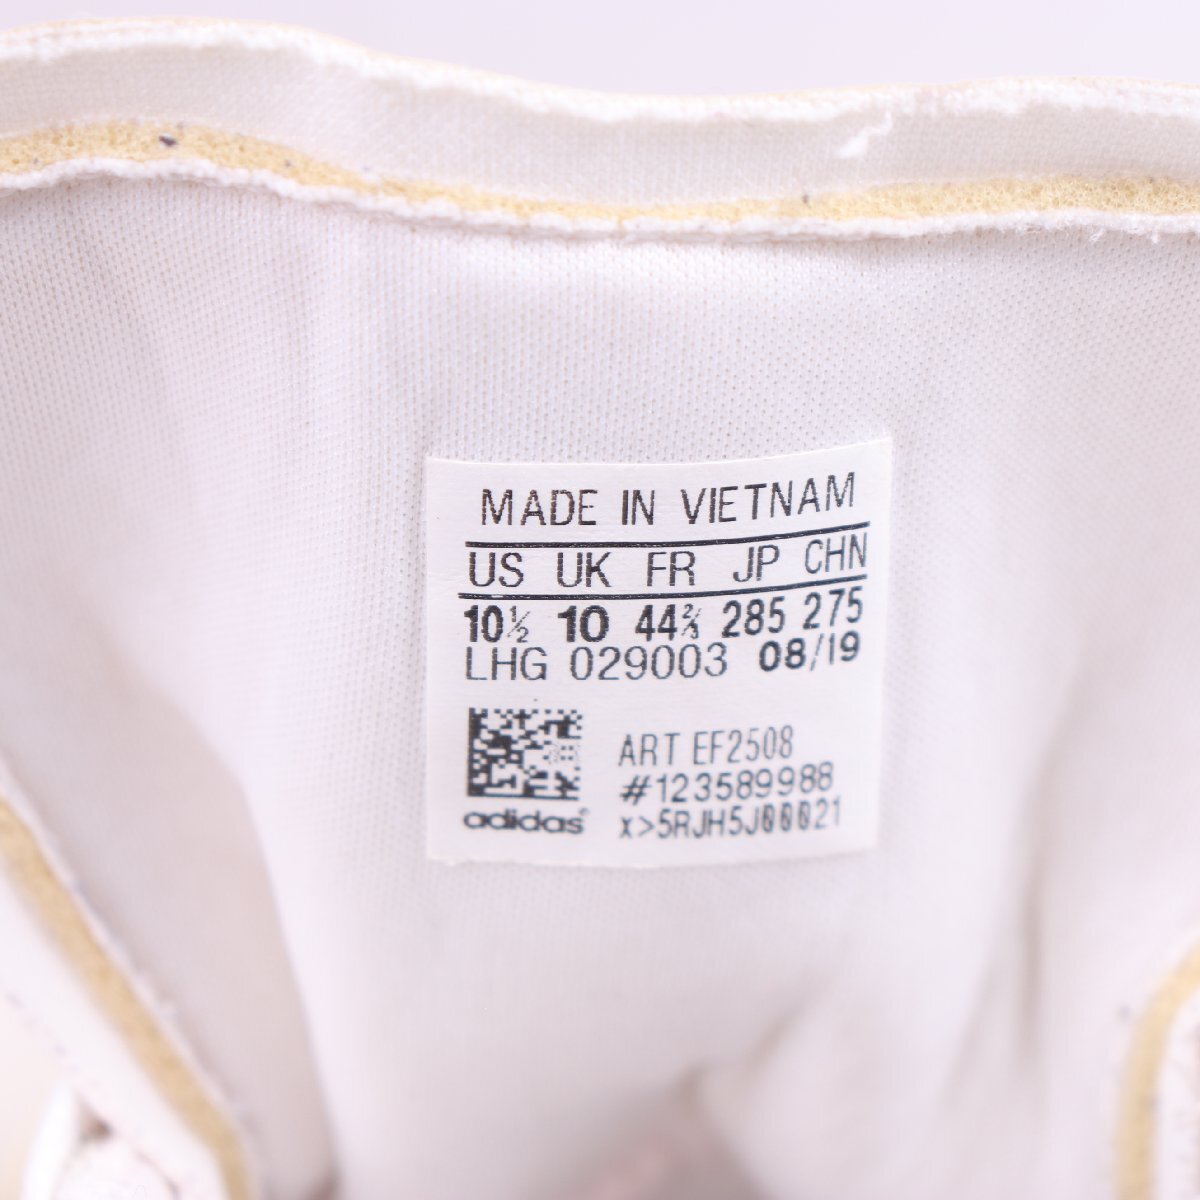 MADE IN VIETNAM
US UK FR JP CHN
10½ 10 44⅔ 285 275
LHG 029003 08/19
ART EF2508
#123589988
x>5RJH5J00021
adidas